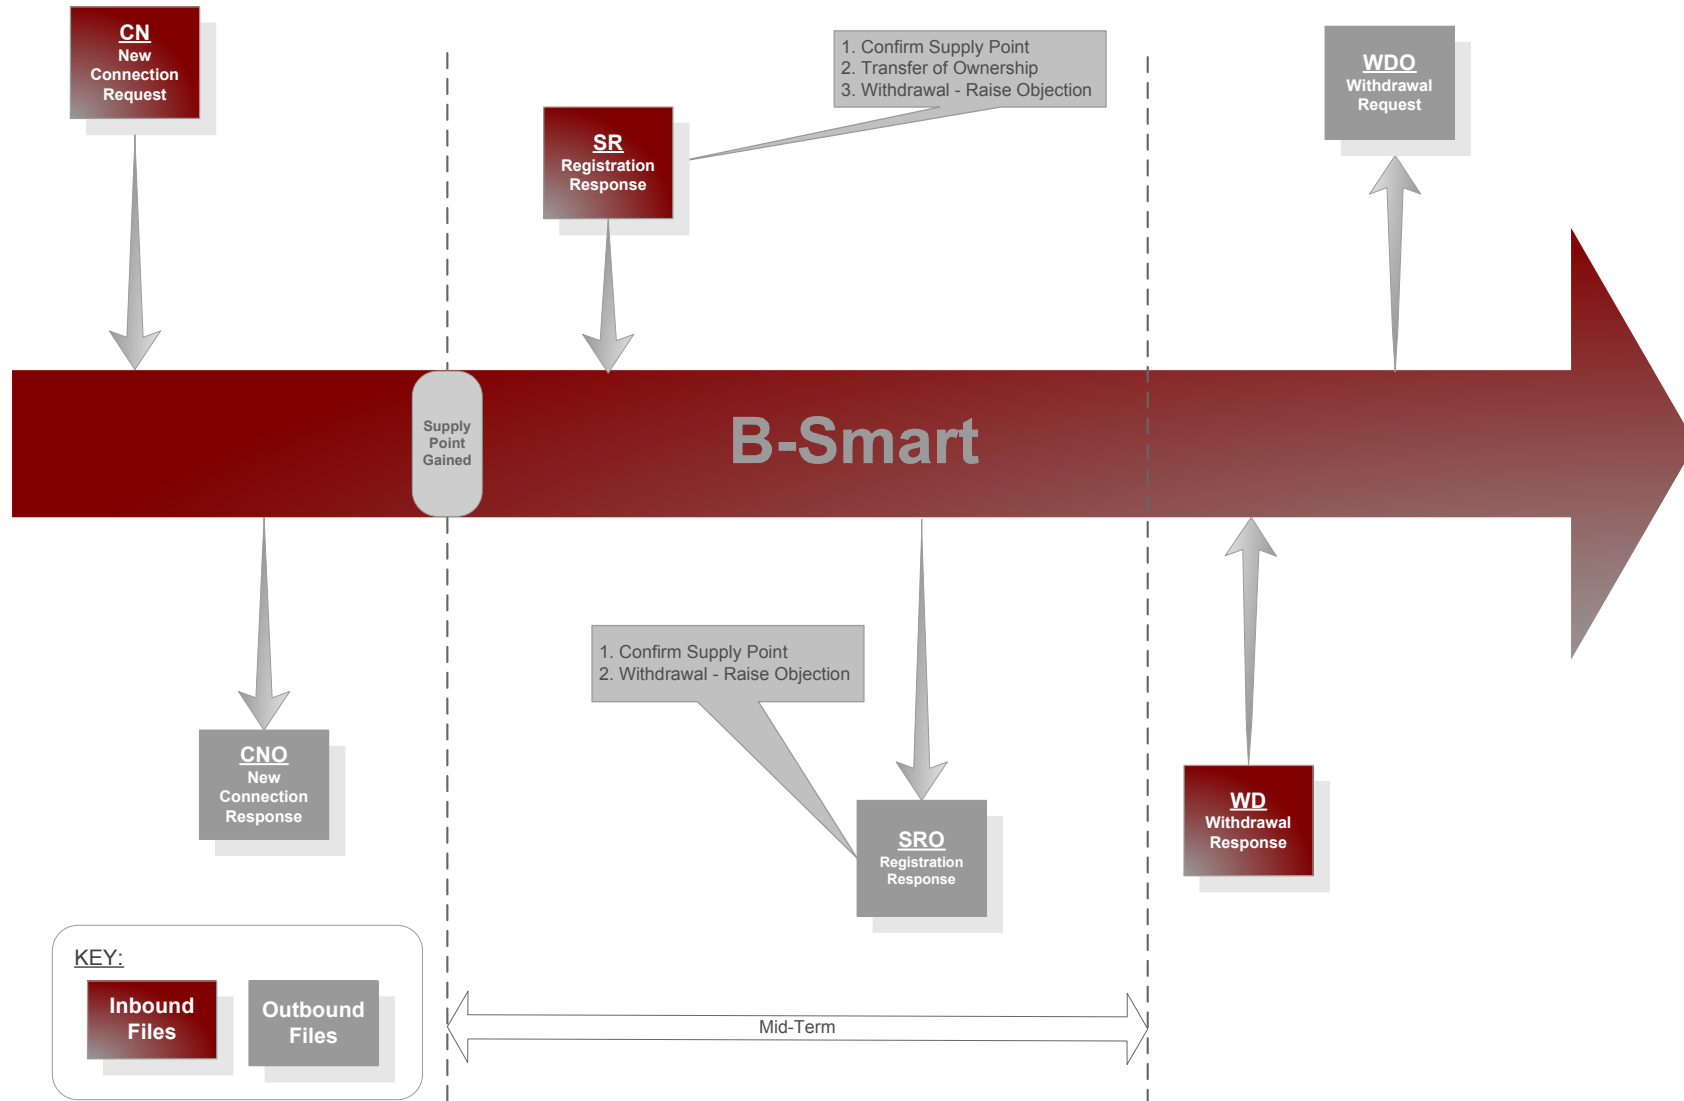 CN
New
Connection
Request
1. Confirm Supply Point
2. Transfer of Ownership
3. Withdrawal - Raise Objection
WDO
Withdrawal
Request
SR
Registration
Response
Supply
Point
Gained
B-Smart
1. Confirm Supply Point
2. Withdrawal - Raise Objection
CNO
New
Connection
Response
SRO
Registration
Response
WD
Withdrawal
Response
KEY:
Inbound
Files
Outbound
Files
Mid-Term